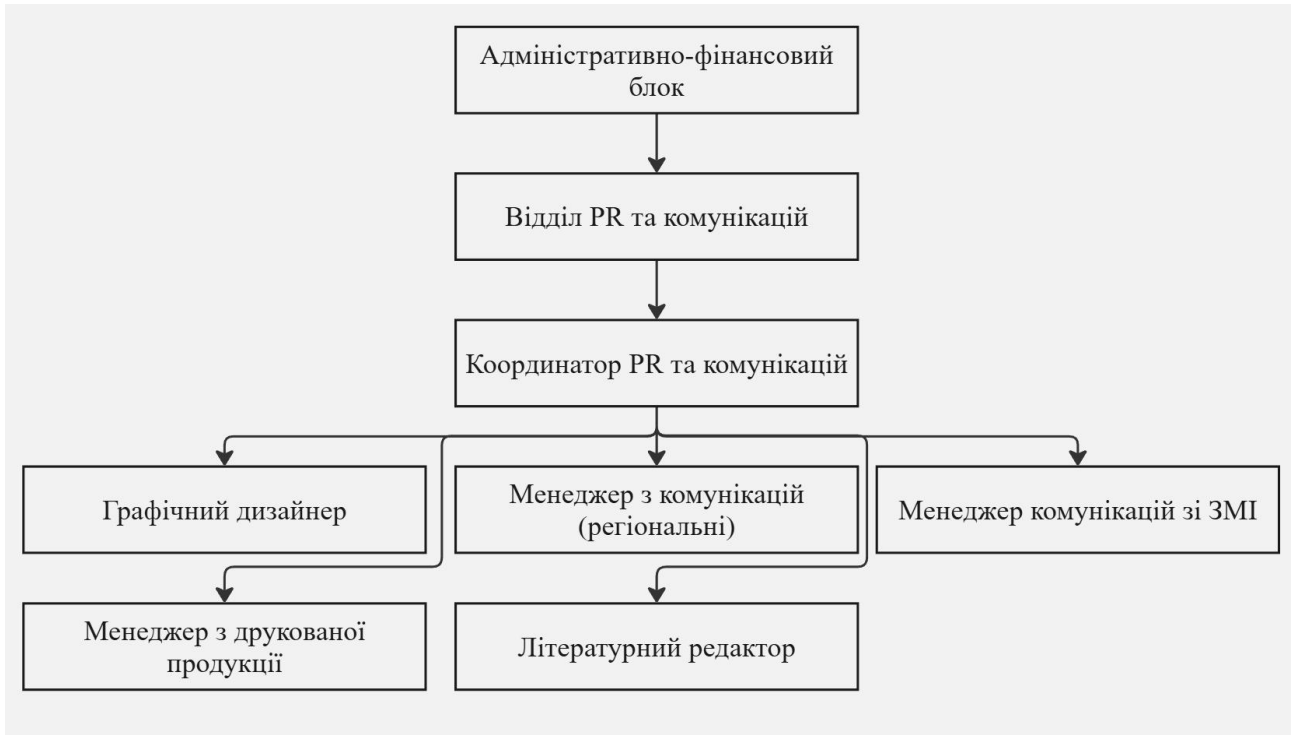 Адміністративно-фінансовий
блок
Відділ PR та комунікацій
Координатор PR та комунікацій
Графічний дизайнер
Менеджер з комунікацій
(регіональні)
Менеджер комунікацій зі ЗМІ
Менеджер з друкованої
продукції
Літературний редактор